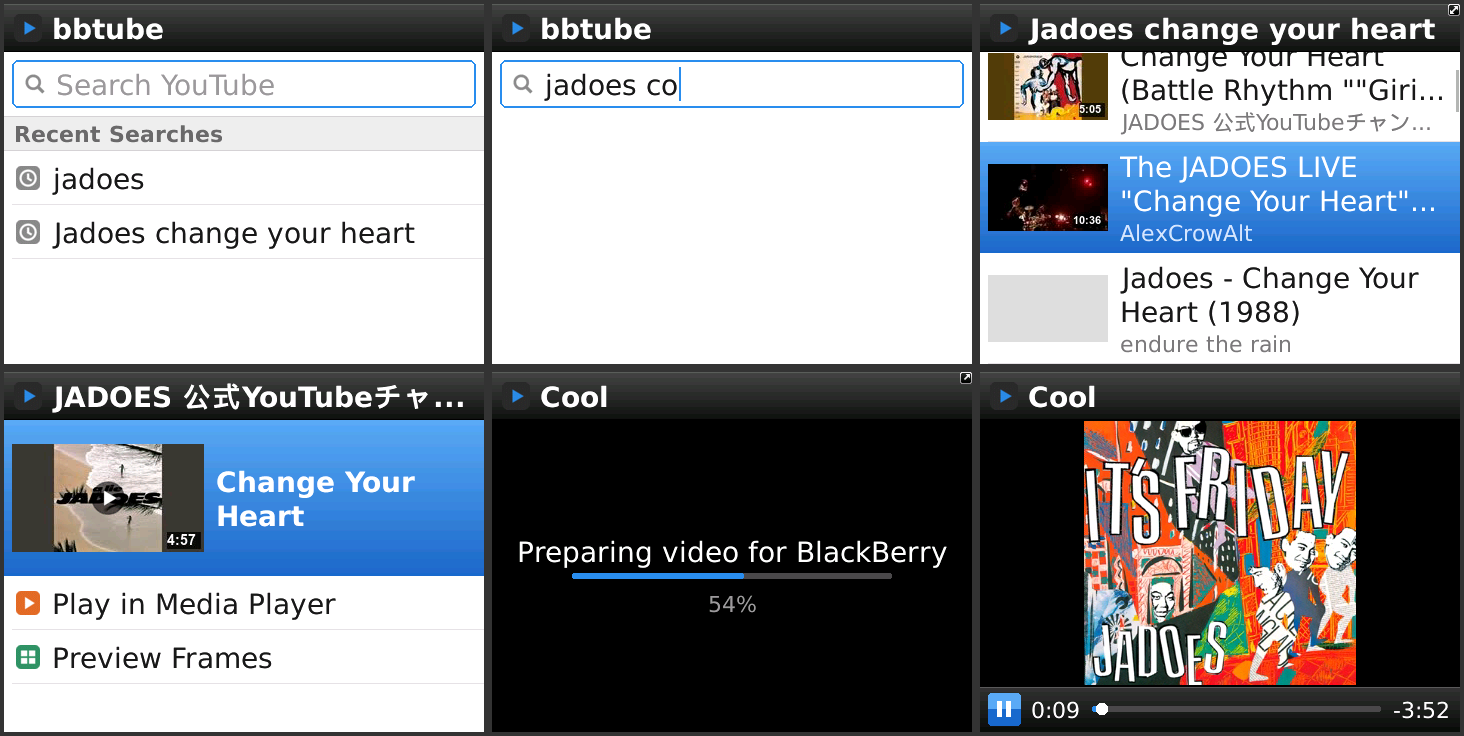 bbtube
Search YouTube
Recent Searches
jadoes
Jadoes change your heart
bbtube
jadoes co
Jadoes change your heart
Change Your Heart
(Battle Rhythm ""Giri...
5:05
JADOES 公式YouTubeチャン...
The JADOES LIVE
"Change Your Heart"...
10:36
AlexCrowAlt
Jadoes - Change Your
Heart (1988)
endure the rain
JADOES 公式YouTubeチャ...
JADOES
4:57
Change Your
Heart
Play in Media Player
Preview Frames
Cool
Preparing video for BlackBerry
54%
Cool
IT'S FRIDAY
JADOES
0:09
-3:52